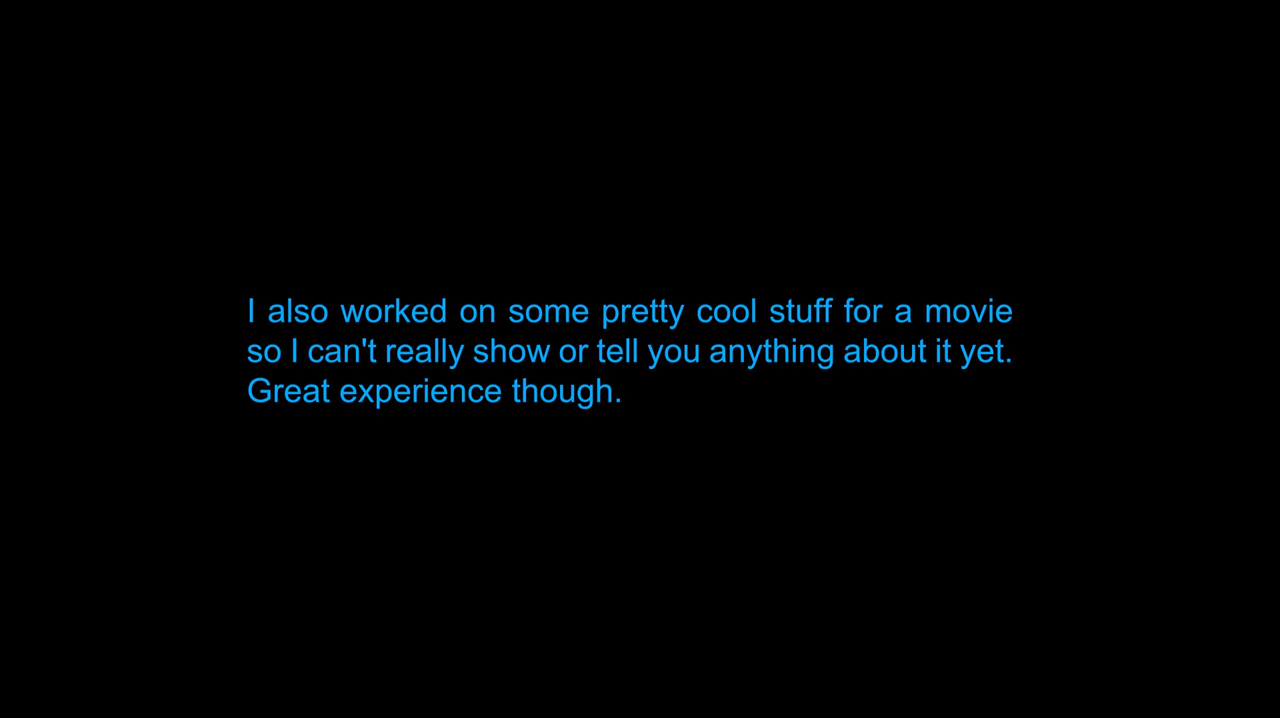 I also worked on some pretty cool stuff for a movie
so I can't really show or tell you anything about it yet.
Great experience though.